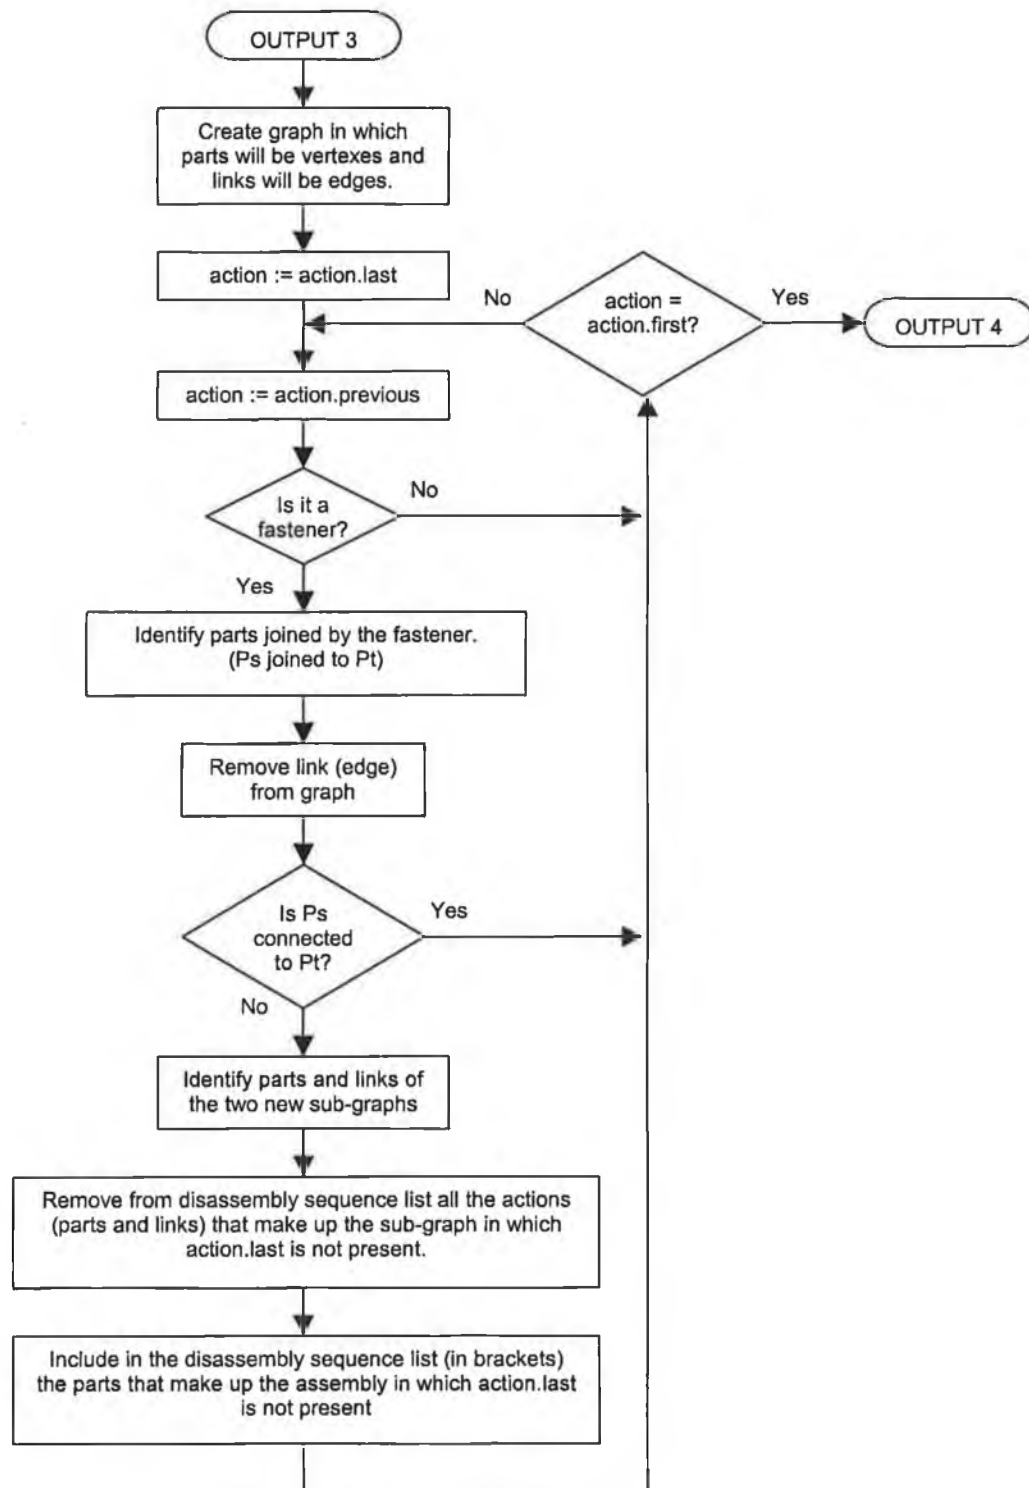 OUTPUT 3
Create graph in which
parts will be vertexes and
links will be edges.
action := action.last
No
action =
action.first?
Yes
OUTPUT 4
action := action.previous
Is it a
fastener?
No
Yes
Identify parts joined by the fastener.
(Ps joined to Pt)
Remove link (edge)
from graph
Is Ps
connected
to Pt?
Yes
No
Identify parts and links of
the two new sub-graphs
Remove from disassembly sequence list all the actions
(parts and links) that make up the sub-graph in which
action.last is not present.
Include in the disassembly sequence list (in brackets)
the parts that make up the assembly in which action.last
is not present